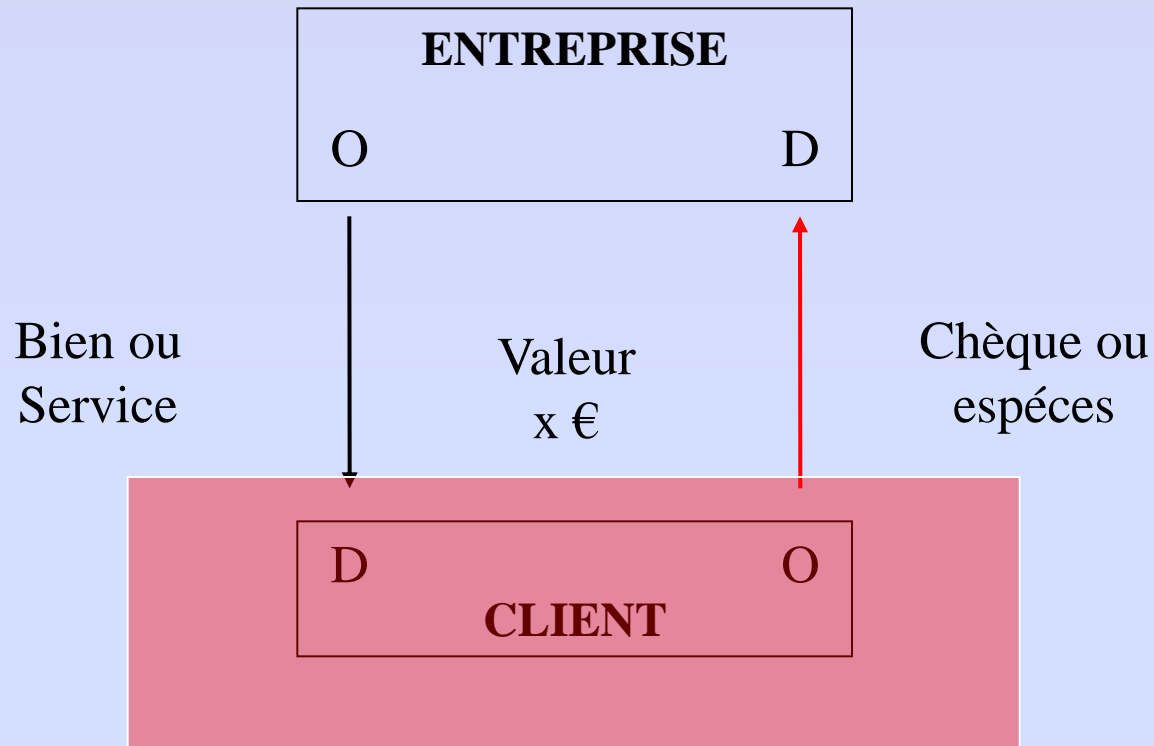 ENTREPRISE
O D
Bien ou
Service
Valeur
x €
Chèque ou
espéces
D O
CLIENT